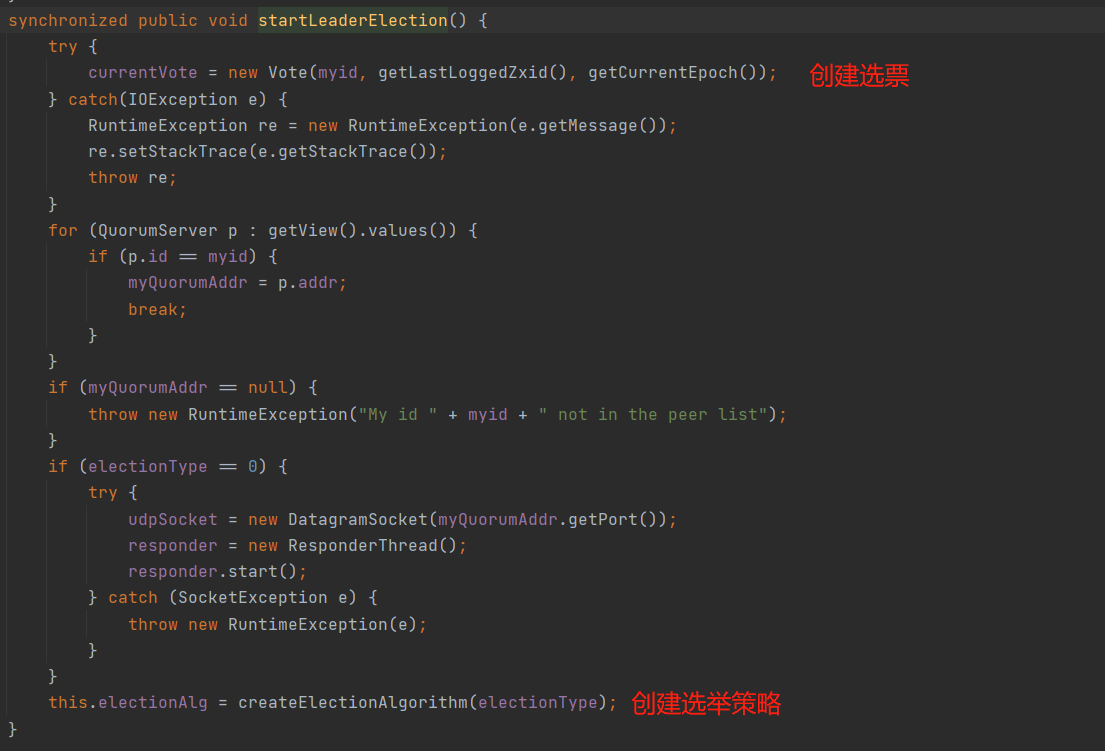 synchronized public void startLeaderElection() {
    try {
        currentVote = new Vote(myid, getLastLoggedZxid(), getCurrentEpoch()); 创建选票
    } catch(IOException e) {
        RuntimeException re = new RuntimeException(e.getMessage());
        re.setStackTrace(e.getStackTrace());
        throw re;
    }
    for (QuorumServer p : getView().values()) {
        if (p.id == myid) {
            myQuorumAddr = p.addr;
            break;
        }
    }
    if (myQuorumAddr == null) {
        throw new RuntimeException("My id " + myid + " not in the peer list");
    }
    if (electionType == 0) {
        try {
            udpSocket = new DatagramSocket(myQuorumAddr.getPort());
            responder = new ResponderThread();
            responder.start();
        } catch (SocketException e) {
            throw new RuntimeException(e);
        }
    }
    this.electionAlg = createElectionAlgorithm(electionType); 创建选举策略
}